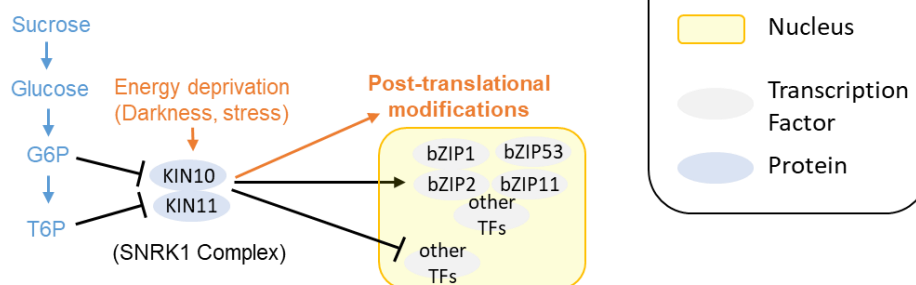 Sucrose
Glucose
G6P
T6P
Energy deprivation
(Darkness, stress)
KIN10
KIN11
(SNRK1 Complex)
Post-translational
modifications
bZIP1
bZIP53
bZIP2
bZIP11
other
TFs
other
TFs
Nucleus
Transcription
Factor
Protein